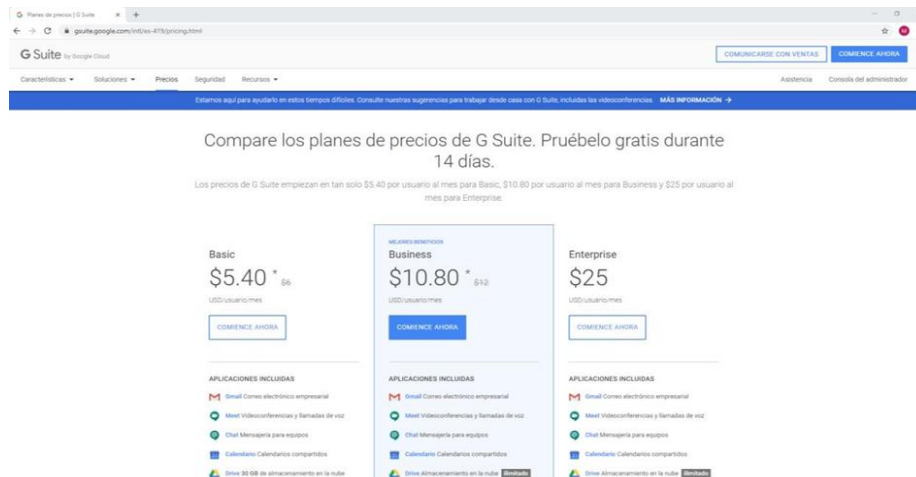 Planes de precios | G Suite
gsuite.google.com/intl/es-419/pricing.html
G Suite by Google Cloud
COMUNICARSE CON VENTAS
COMIENCE AHORA
Características
Soluciones
Precios
Seguridad
Recursos
Asistencia
Consola del administrador
Estamos aquí para ayudarlo en estos tiempos difíciles. Consulte nuestras sugerencias para trabajar desde casa con G Suite, incluidas las videoconferencias. MÁS INFORMACIÓN →
Compare los planes de precios de G Suite. Pruébelo gratis durante
14 días.
Los precios de G Suite empiezan en tan solo $5.40 por usuario al mes para Basic, $10.80 por usuario al mes para Business y $25 por usuario al
mes para Enterprise.
Basic
$5.40 * $6
USD/usuario/mes
COMIENCE AHORA
APLICACIONES INCLUIDAS
Gmail Correo electrónico empresarial
Meet Videoconferencias y llamadas de voz
Chat Mensajería para equipos
Calendario Calendarios compartidos
Drive 30 GB de almacenamiento en la nube
MEJORES BENEFICIOS
Business
$10.80 * $12
USD/usuario/mes
COMIENCE AHORA
APLICACIONES INCLUIDAS
Gmail Correo electrónico empresarial
Meet Videoconferencias y llamadas de voz
Chat Mensajería para equipos
Calendario Calendarios compartidos
Drive Almacenamiento en la nube Ilimitado
Enterprise
$25
USD/usuario/mes
COMIENCE AHORA
APLICACIONES INCLUIDAS
Gmail Correo electrónico empresarial
Meet Videoconferencias y llamadas de voz
Chat Mensajería para equipos
Calendario Calendarios compartidos
Drive Almacenamiento en la nube Ilimitado